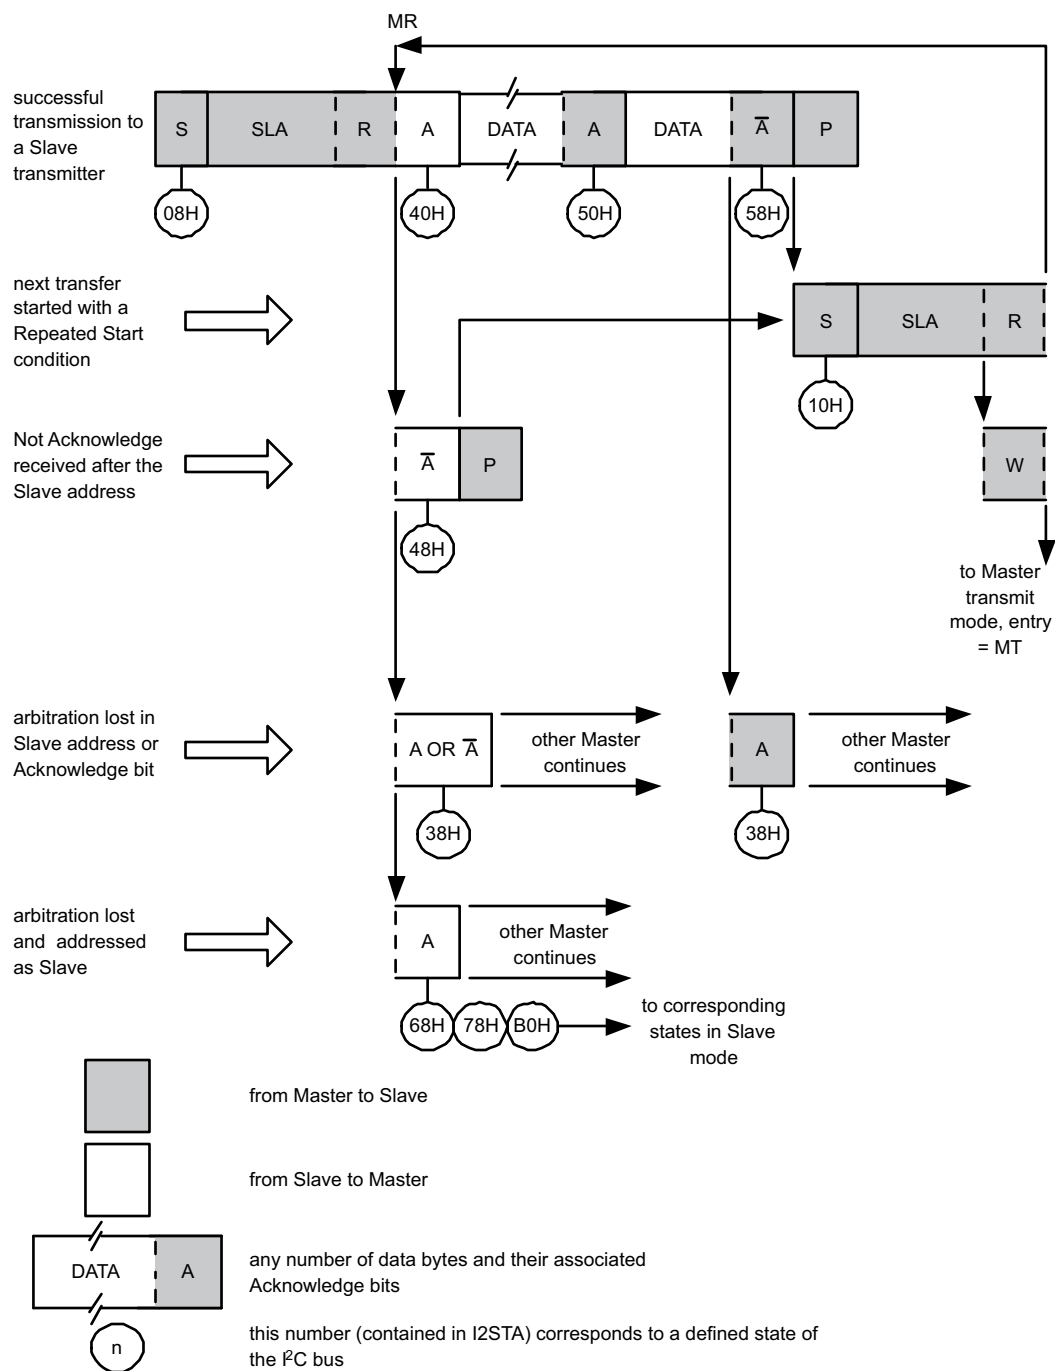 MR
successful
transmission to
a Slave
transmitter
S SLA R A DATA A DATA A̅ P
08H 40H 50H 58H
next transfer
started with a
Repeated Start
condition
S SLA R
10H
Not Acknowledge
received after the
Slave address
A̅ P W
48H
to Master
transmit
mode, entry
= MT
arbitration lost in
Slave address or
Acknowledge bit
A OR A̅
other Master
continues
A
other Master
continues
38H 38H
arbitration lost
and addressed
as Slave
A
other Master
continues
68H 78H B0H
to corresponding
states in Slave
mode
from Master to Slave
from Slave to Master
DATA A
any number of data bytes and their associated
Acknowledge bits
n
this number (contained in I2STA) corresponds to a defined state of
the I²C bus